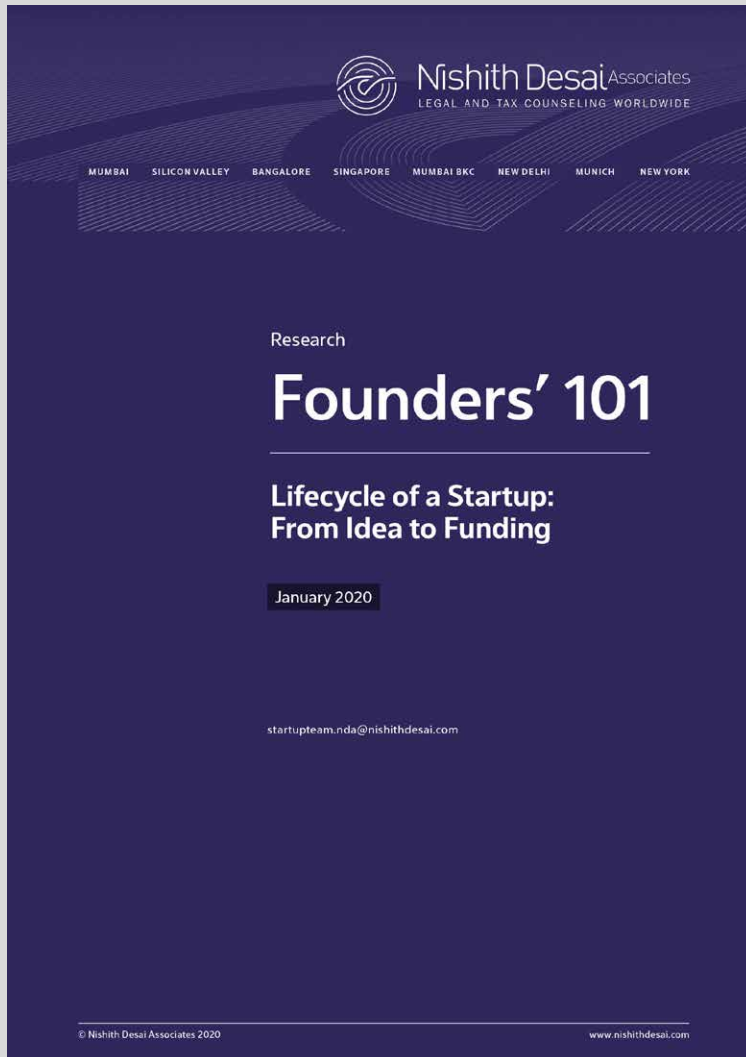 Nishith Desai Associates
LEGAL AND TAX COUNSELING WORLDWIDE
MUMBAI SILICON VALLEY BANGALORE SINGAPORE MUMBAI BKC NEW DELHI MUNICH NEW YORK
Research
Founders’ 101
Lifecycle of a Startup:
From Idea to Funding
January 2020
startupteam.nda@nishithdesai.com
© Nishith Desai Associates 2020 www.nishithdesai.com